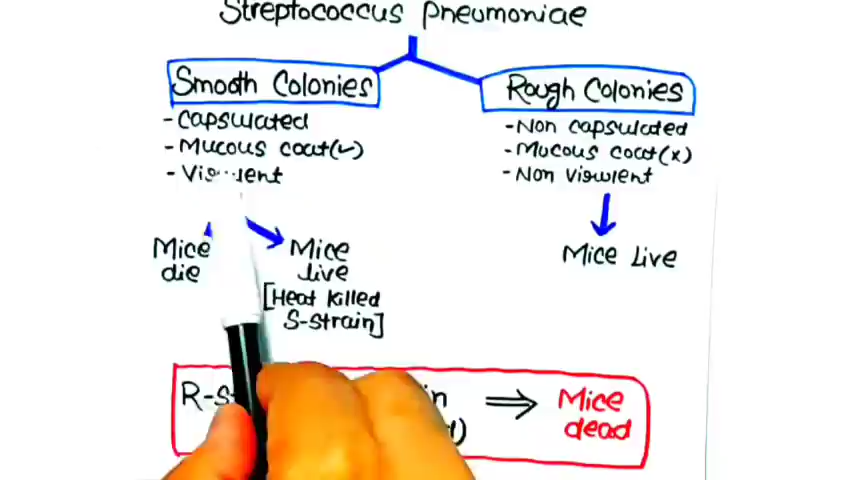 Streptococcus pneumoniae
Smooth Colonies
- Capsulated
- Mucous coat(✓)
- Virulent
Mice
die
Mice
live
[Heat killed
S-strain]
Rough Colonies
- Non capsulated
- Mucous coat(x)
- Non virulent
Mice Live
Mice
dead